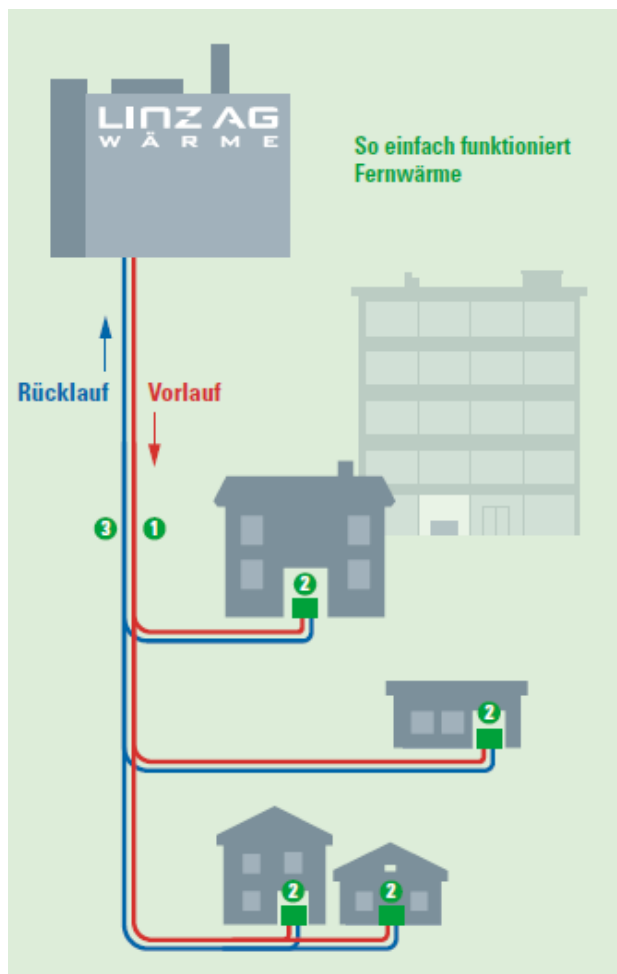 LINZ AG
WÄRME
So einfach funktioniert
Fernwärme
Rücklauf
Vorlauf
3
1
2
2
2
2